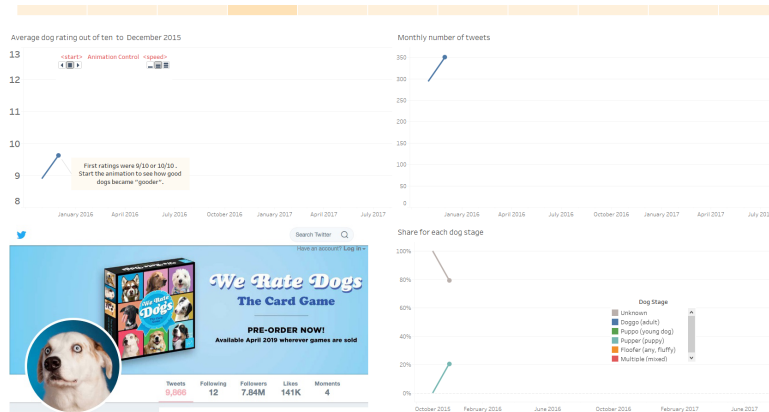 Average dog rating out of ten to December 2015
<start> Animation Control <speed>
13
12
11
10
9
8
First ratings were 9/10 or 10/10 .
Start the animation to see how good
dogs became "gooder".
January 2016 April 2016 July 2016 October 2016 January 2017 April 2017 July 2017
Monthly number of tweets
350
300
250
200
150
100
50
0
January 2016 April 2016 July 2016 October 2016 January 2017 April 2017 July 201
Search Twitter
Have an account? Log in
We Rate Dogs
The Card Game
PRE-ORDER NOW!
Available April 2019 wherever games are sold
We Rate
Dogs
Tweets Following Followers Likes Moments
9,866 12 7.84M 141K 4
Share for each dog stage
100%
80%
60%
40%
20%
0%
Dog Stage
Unknown
Doggo (adult)
Puppo (young dog)
Pupper (puppy)
Floofer (any, fluffy)
Multiple (mixed)
October 2015 February 2016 June 2016 October 2016 February 2017 June 2017